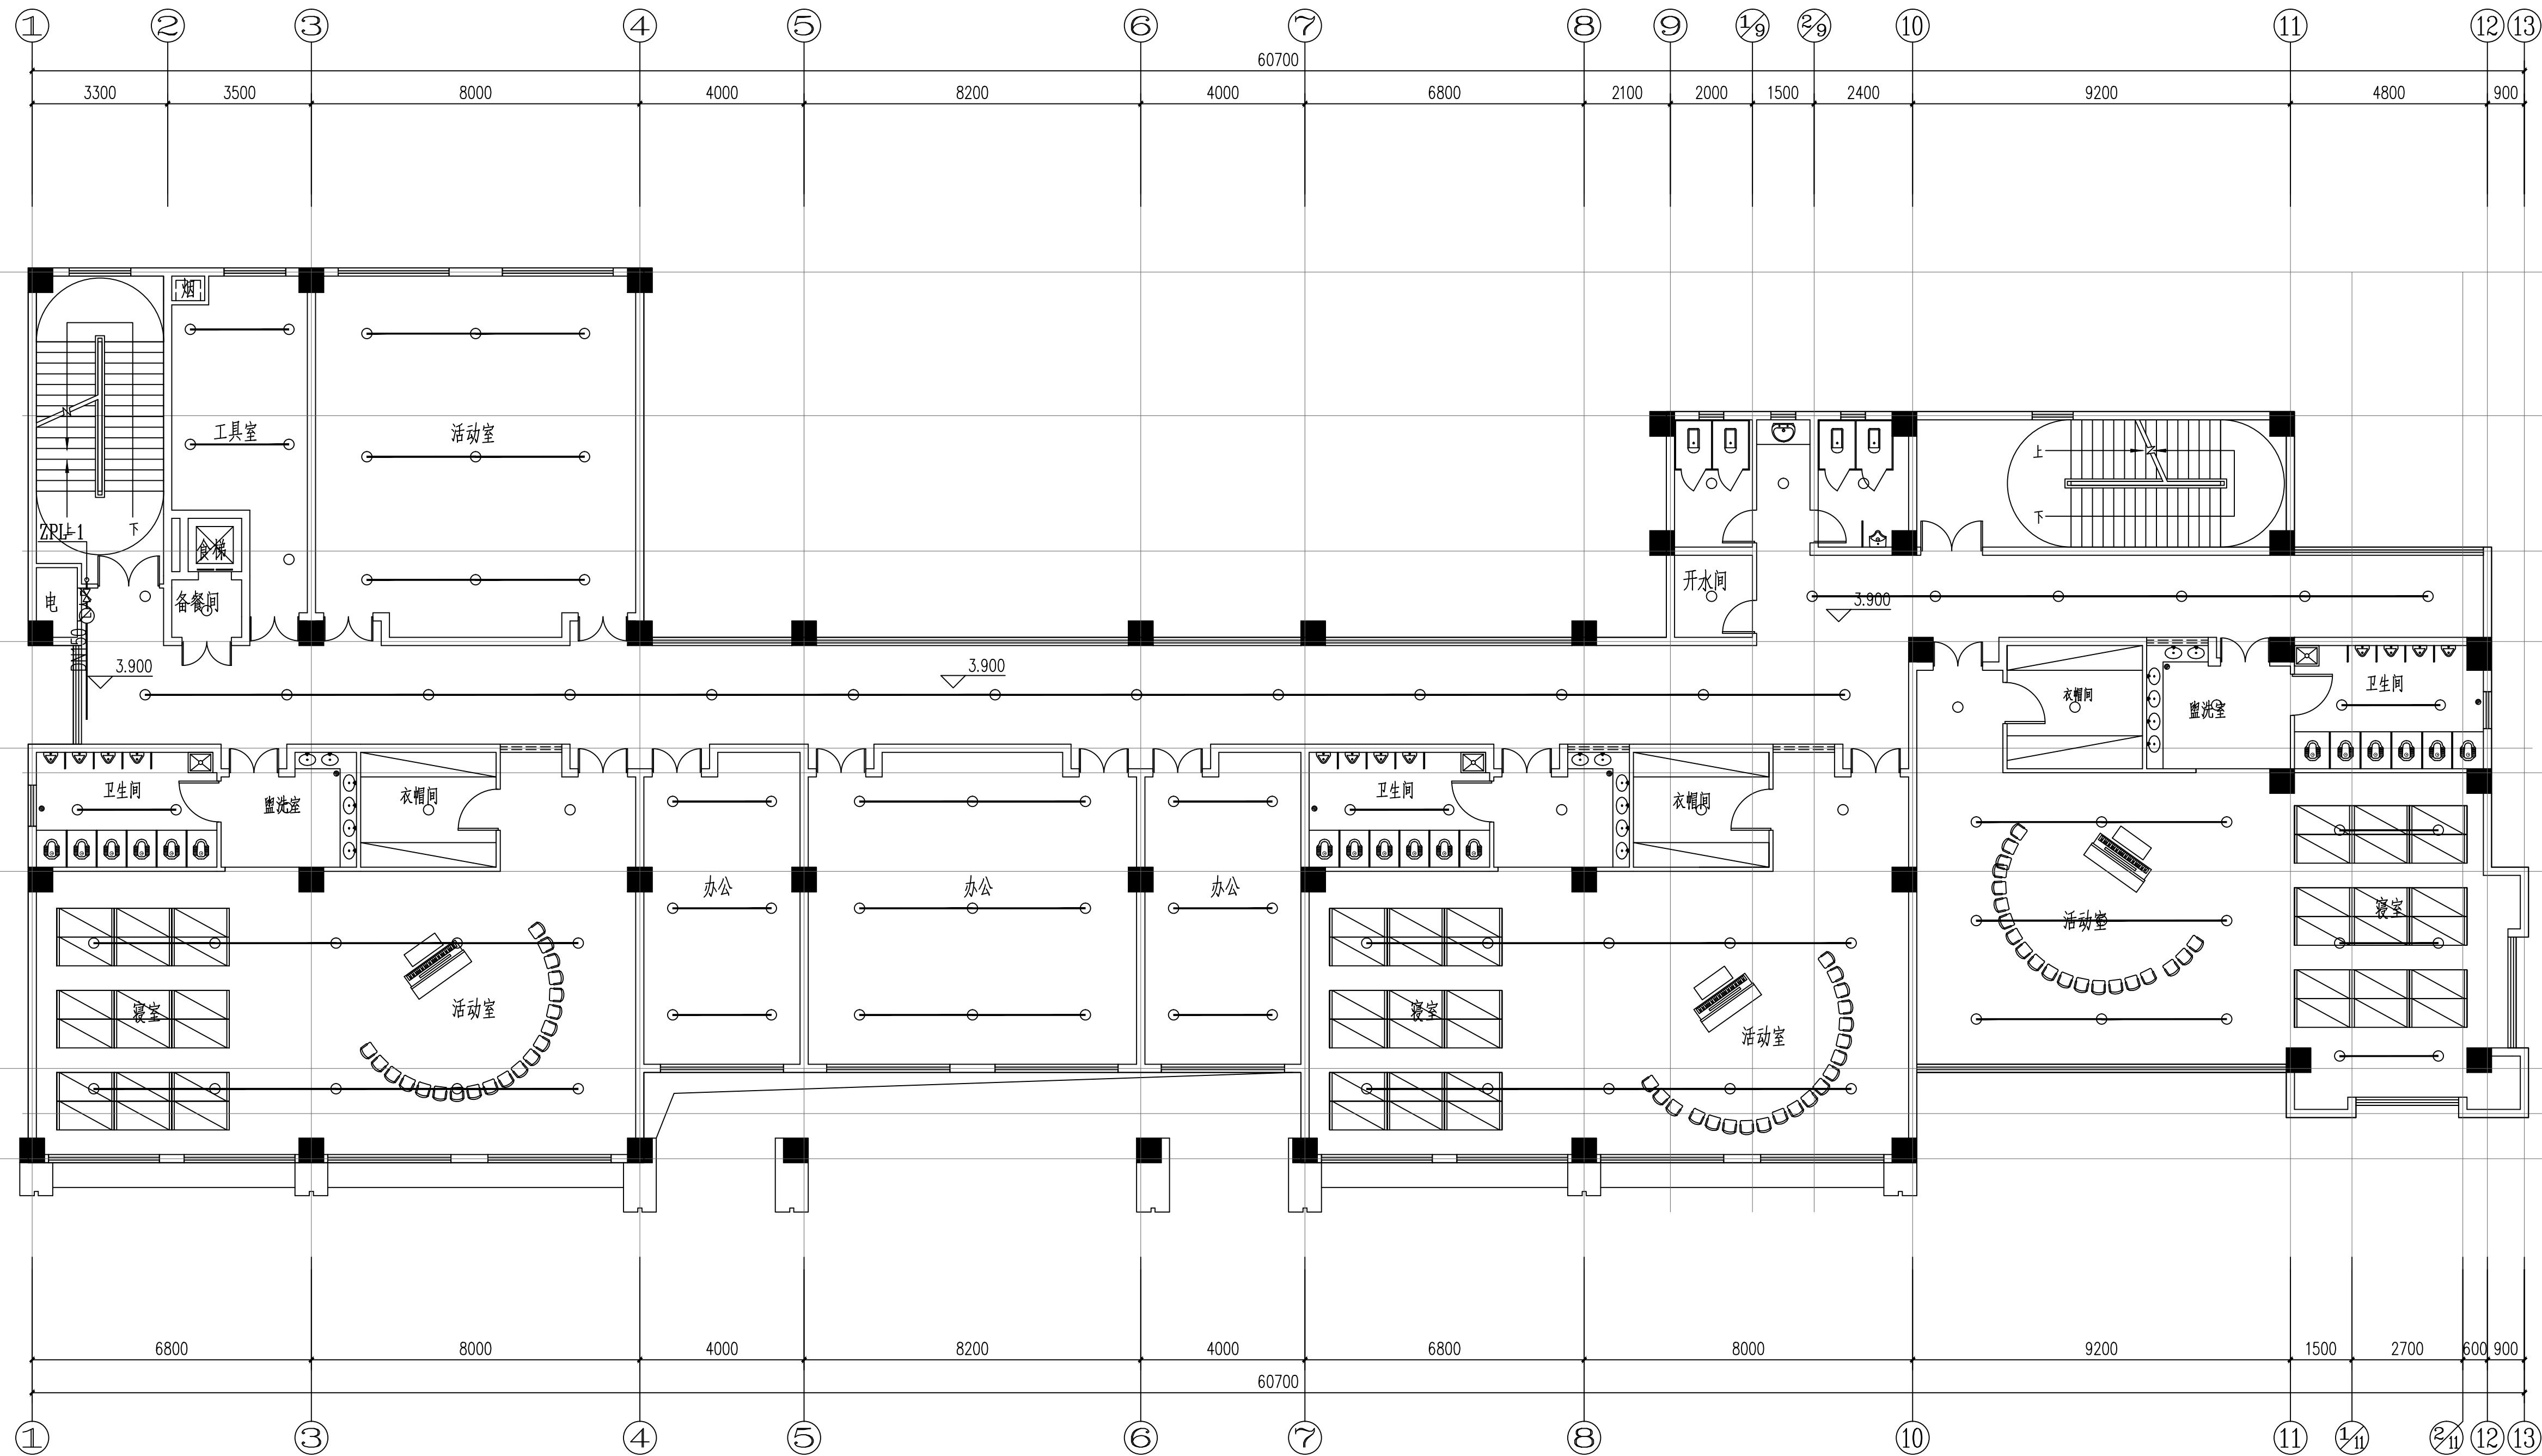 1 2 3 4 5 6 7 8 9 1/9 2/9 10 11 12 13
60700
3300 3500 8000 4000 8200 4000 6800 2100 2000 1500 2400 9200 4800 900
烟
工具室
活动室
上
下
ZPL-1
上
下
食梯
开水间
电
备餐间
3.900
DN150
3.900
3.900
衣帽间
卫生间
盥洗室
卫生间
盥洗室
衣帽间
卫生间
衣帽间
办公
办公
办公
活动室
寝室
寝室
活动室
寝室
活动室
6800 8000 4000 8200 4000 6800 8000 9200 1500 2700 600 900
60700
1 3 4 5 6 7 8 10 11 1/11 2/11 12 13